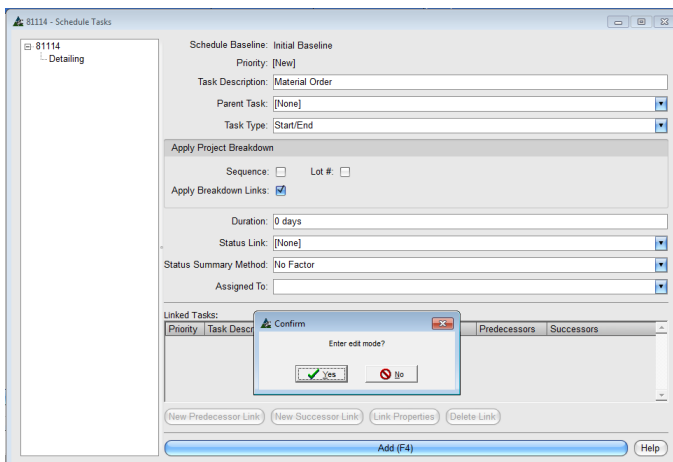 81114 - Schedule Tasks
81114
Detailing
Schedule Baseline: Initial Baseline
Priority: [New]
Task Description: Material Order
Parent Task: [None]
Task Type: Start/End
Apply Project Breakdown
Sequence: Lot #:
Apply Breakdown Links:
Duration: 0 days
Status Link: [None]
Status Summary Method: No Factor
Assigned To:
Linked Tasks:
Priority Task Descr Predecessors Successors
Confirm
Enter edit mode?
Yes No
New Predecessor Link New Successor Link Link Properties Delete Link
Add (F4) Help